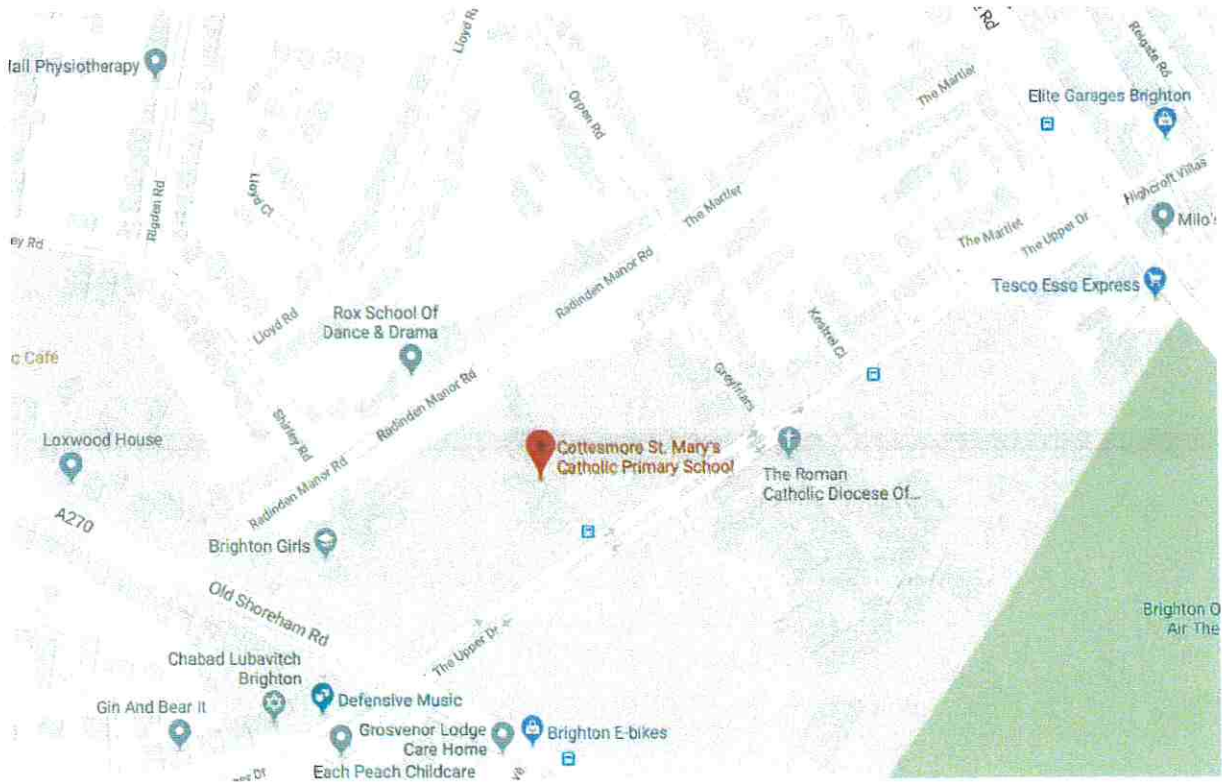 Lloyd
Rd
Reigate Rd
lail Physiotherapy
The Martlet
Elite Garages Brighton
Orpen Rd
Lloyd Cl
Rigden Rd
Highcroft Villas
The Martlet
Milo's
ey Rd
The Martlet
The Upper Dr
Radinden Manor Rd
Tesco Esso Express
Rox School Of
Dance & Drama
Lloyd Rd
Kestrel Cl
c Café
Greyfriars
Radinden Manor Rd
Shirley Rd
Loxwood House
Cottesmore St. Mary's
Catholic Primary School
The Roman
Catholic Diocese Of...
Radinden Manor Rd
A270
Brighton Girls
Old Shoreham Rd
Brighton O
Air The
The Upper Dr
Chabad Lubavitch
Brighton
Defensive Music
Gin And Bear It
Grosvenor Lodge
Care Home
Brighton E-bikes
Each Peach Childcare
Dr